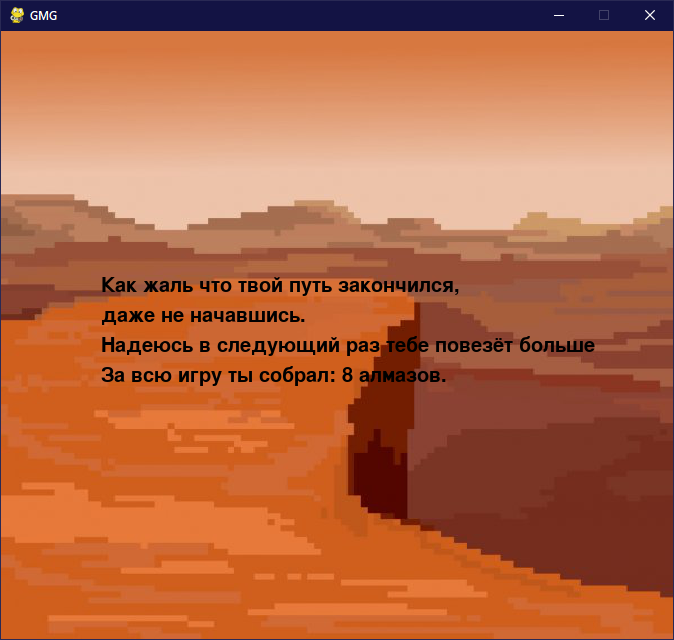 GMG
Как жаль что твой путь закончился,
даже не начавшись.
Надеюсь в следующий раз тебе повезёт больше
За всю игру ты собрал: 8 алмазов.